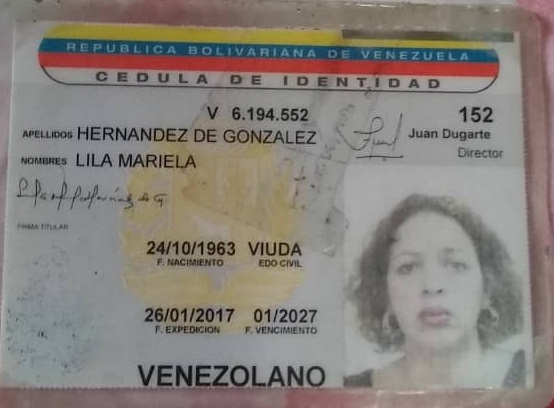 REPUBLICA BOLIVARIANA DE VENEZUELA
CEDULA DE IDENTIDAD
V 6.194.552
152
APELLIDOS HERNANDEZ DE GONZALEZ
Juan Dugarte
Director
NOMBRES LILA MARIELA
FIRMA TITULAR
24/10/1963 VIUDA
F. NACIMIENTO EDO CIVIL
26/01/2017 01/2027
F. EXPEDICION F. VENCIMIENTO
VENEZOLANO